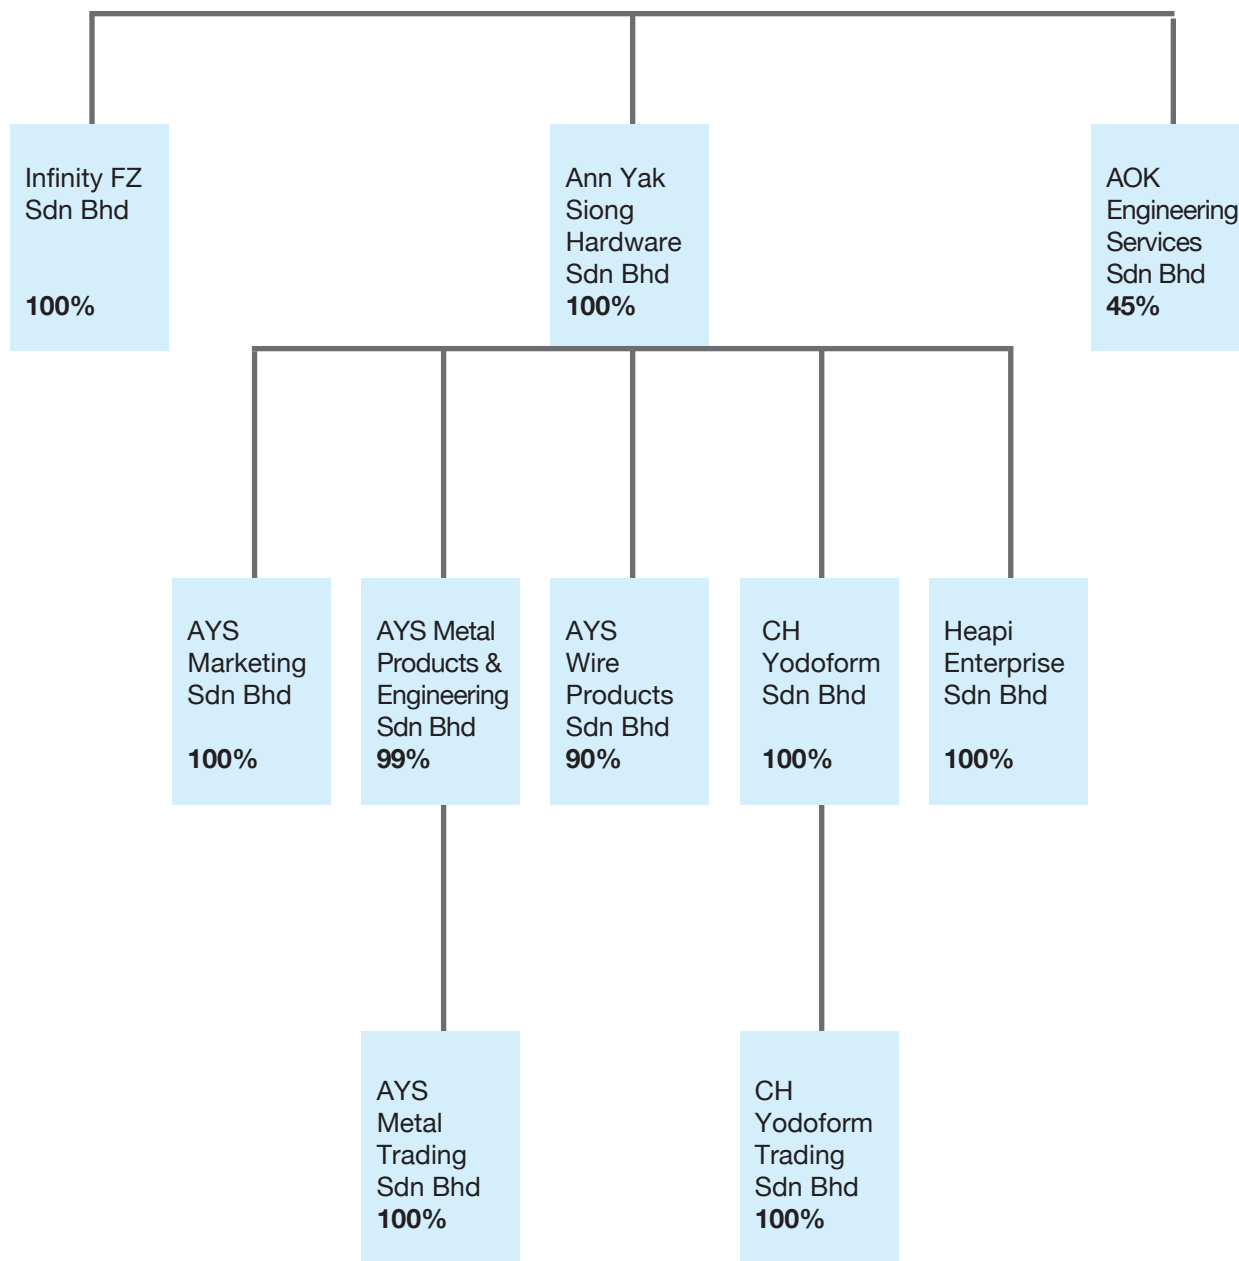 Infinity FZ
Sdn Bhd
100%
Ann Yak
Siong
Hardware
Sdn Bhd
100%
AOK
Engineering
Services
Sdn Bhd
45%
AYS
Marketing
Sdn Bhd
100%
AYS Metal
Products &
Engineering
Sdn Bhd
99%
AYS
Wire
Products
Sdn Bhd
90%
CH
Yodoform
Sdn Bhd
100%
Heapi
Enterprise
Sdn Bhd
100%
AYS
Metal
Trading
Sdn Bhd
100%
CH
Yodoform
Trading
Sdn Bhd
100%